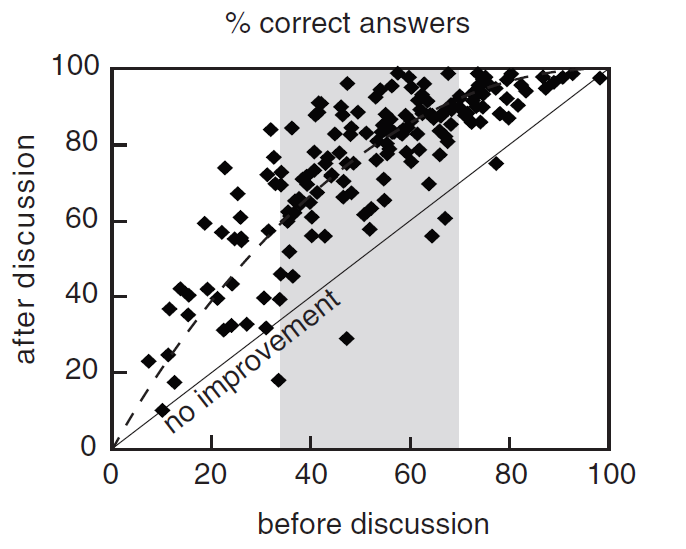 % correct answers
100
80
60
40
20
0
after discussion
no improvement
0 20 40 60 80 100
before discussion